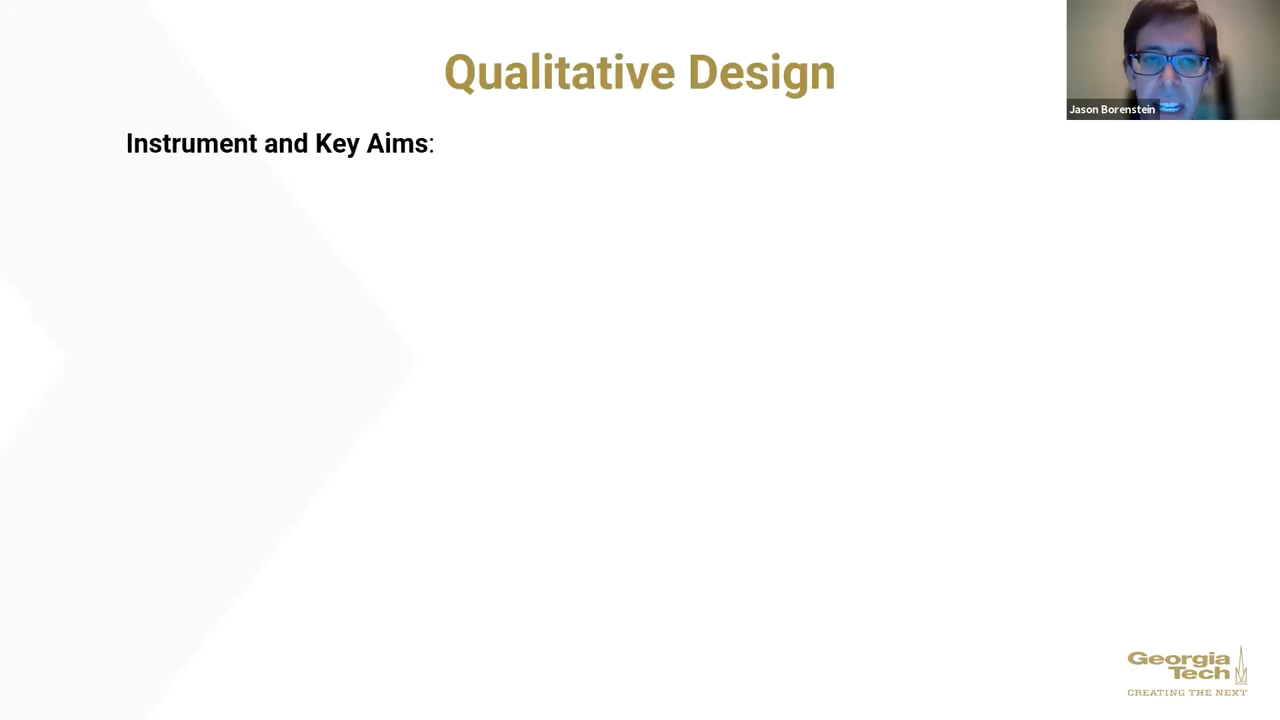 Qualitative Design
Jason Borenstein
Instrument and Key Aims:
Georgia
Tech
CREATING THE NEXT